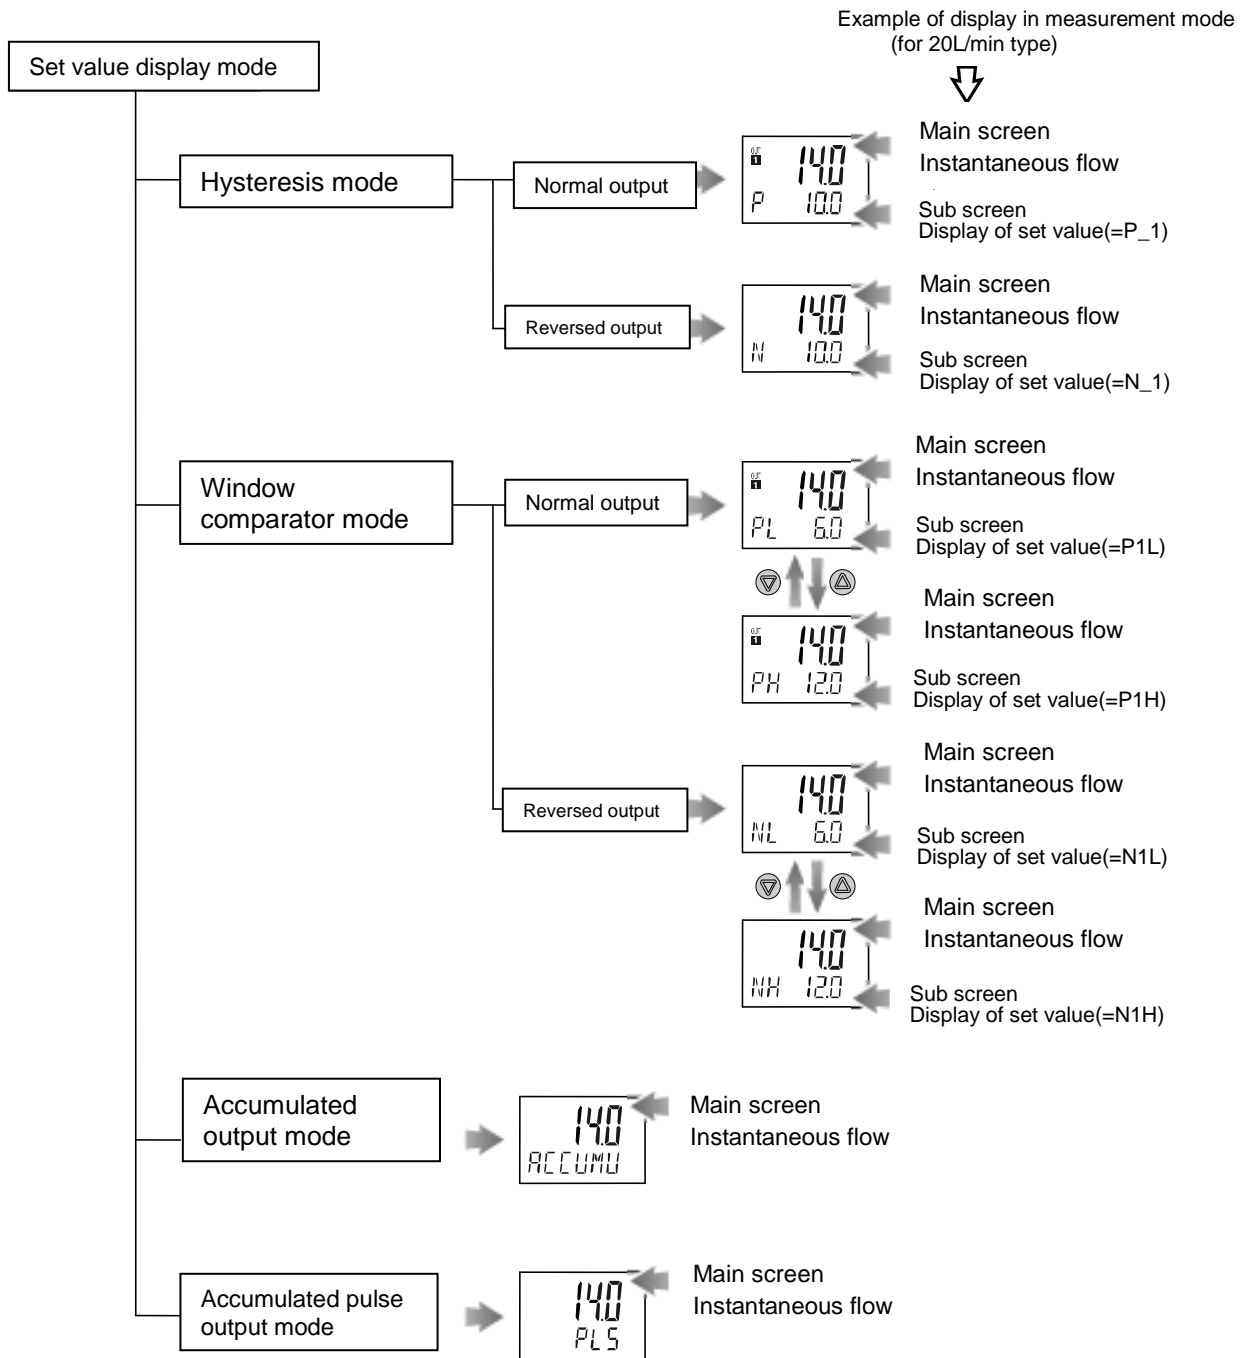 Example of display in measurement mode
(for 20L/min type)
Set value display mode
Hysteresis mode
Normal output
OUT
1
14.0
P 10.0
Main screen
Instantaneous flow
Sub screen
Display of set value(=P_1)
Reversed output
14.0
N 10.0
Main screen
Instantaneous flow
Sub screen
Display of set value(=N_1)
Window
comparator mode
Normal output
OUT
1
14.0
PL 6.0
Main screen
Instantaneous flow
Sub screen
Display of set value(=P1L)
OUT
1
14.0
PH 12.0
Main screen
Instantaneous flow
Sub screen
Display of set value(=P1H)
Reversed output
14.0
NL 6.0
Main screen
Instantaneous flow
Sub screen
Display of set value(=N1L)
14.0
NH 12.0
Main screen
Instantaneous flow
Sub screen
Display of set value(=N1H)
Accumulated
output mode
14.0
ACCUMU
Main screen
Instantaneous flow
Accumulated pulse
output mode
14.0
PLS
Main screen
Instantaneous flow